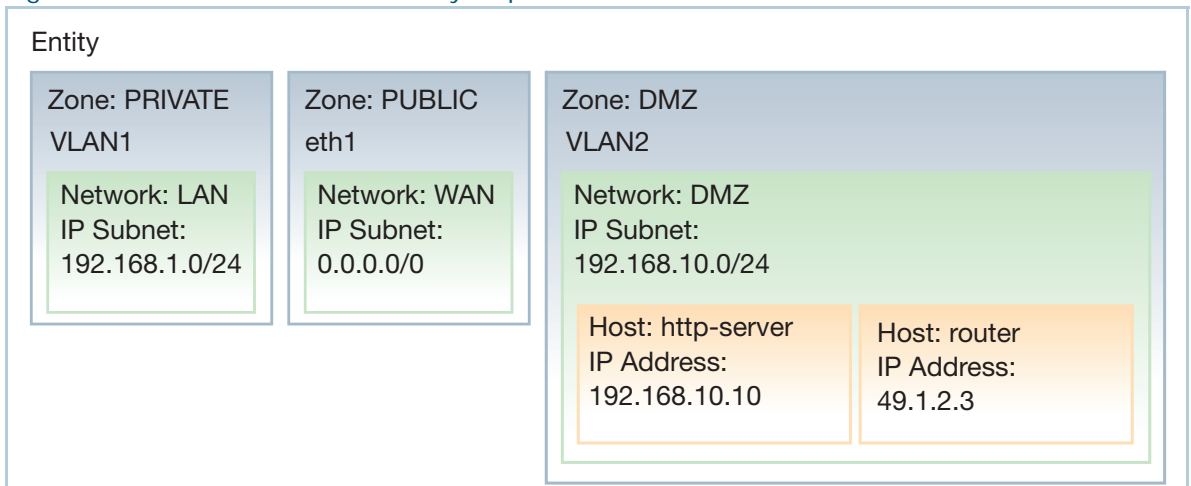 Entity
Zone: PRIVATE
VLAN1
Network: LAN
IP Subnet:
192.168.1.0/24
Zone: PUBLIC
eth1
Network: WAN
IP Subnet:
0.0.0.0/0
Zone: DMZ
VLAN2
Network: DMZ
IP Subnet:
192.168.10.0/24
Host: http-server
IP Address:
192.168.10.10
Host: router
IP Address:
49.1.2.3